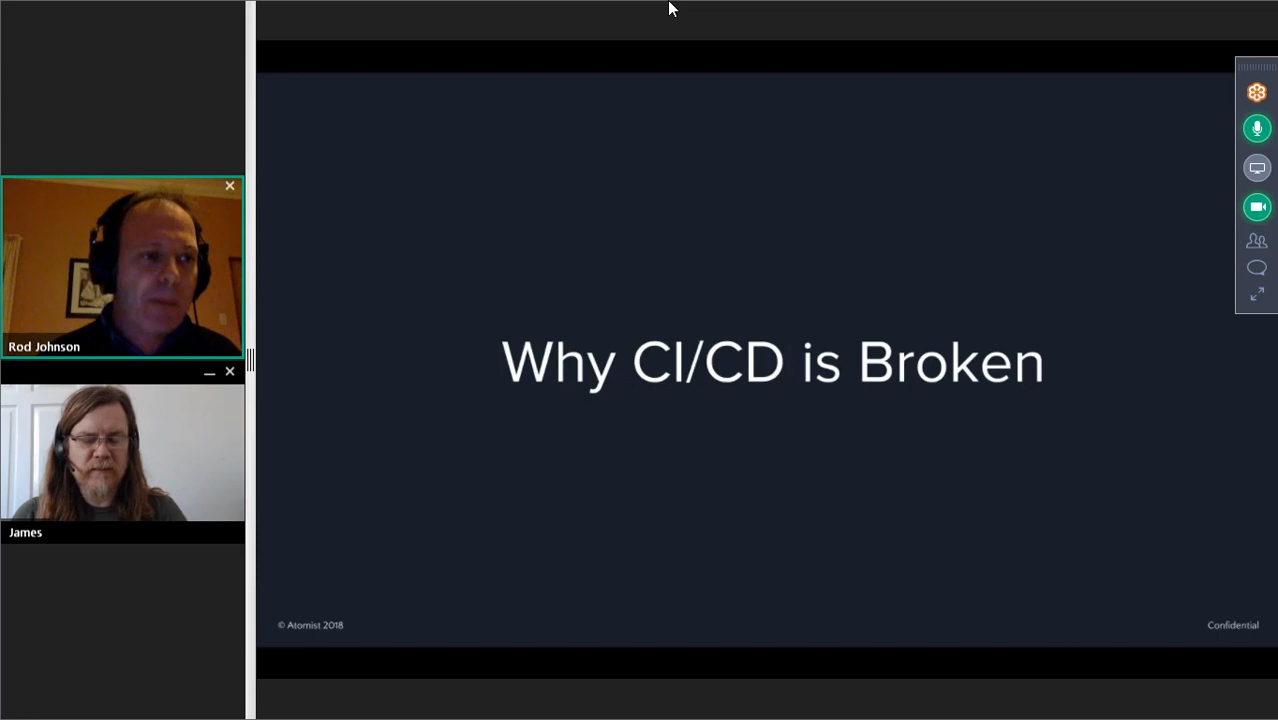 Rod Johnson
James
Why CI/CD is Broken
© Atomist 2018
Confidential